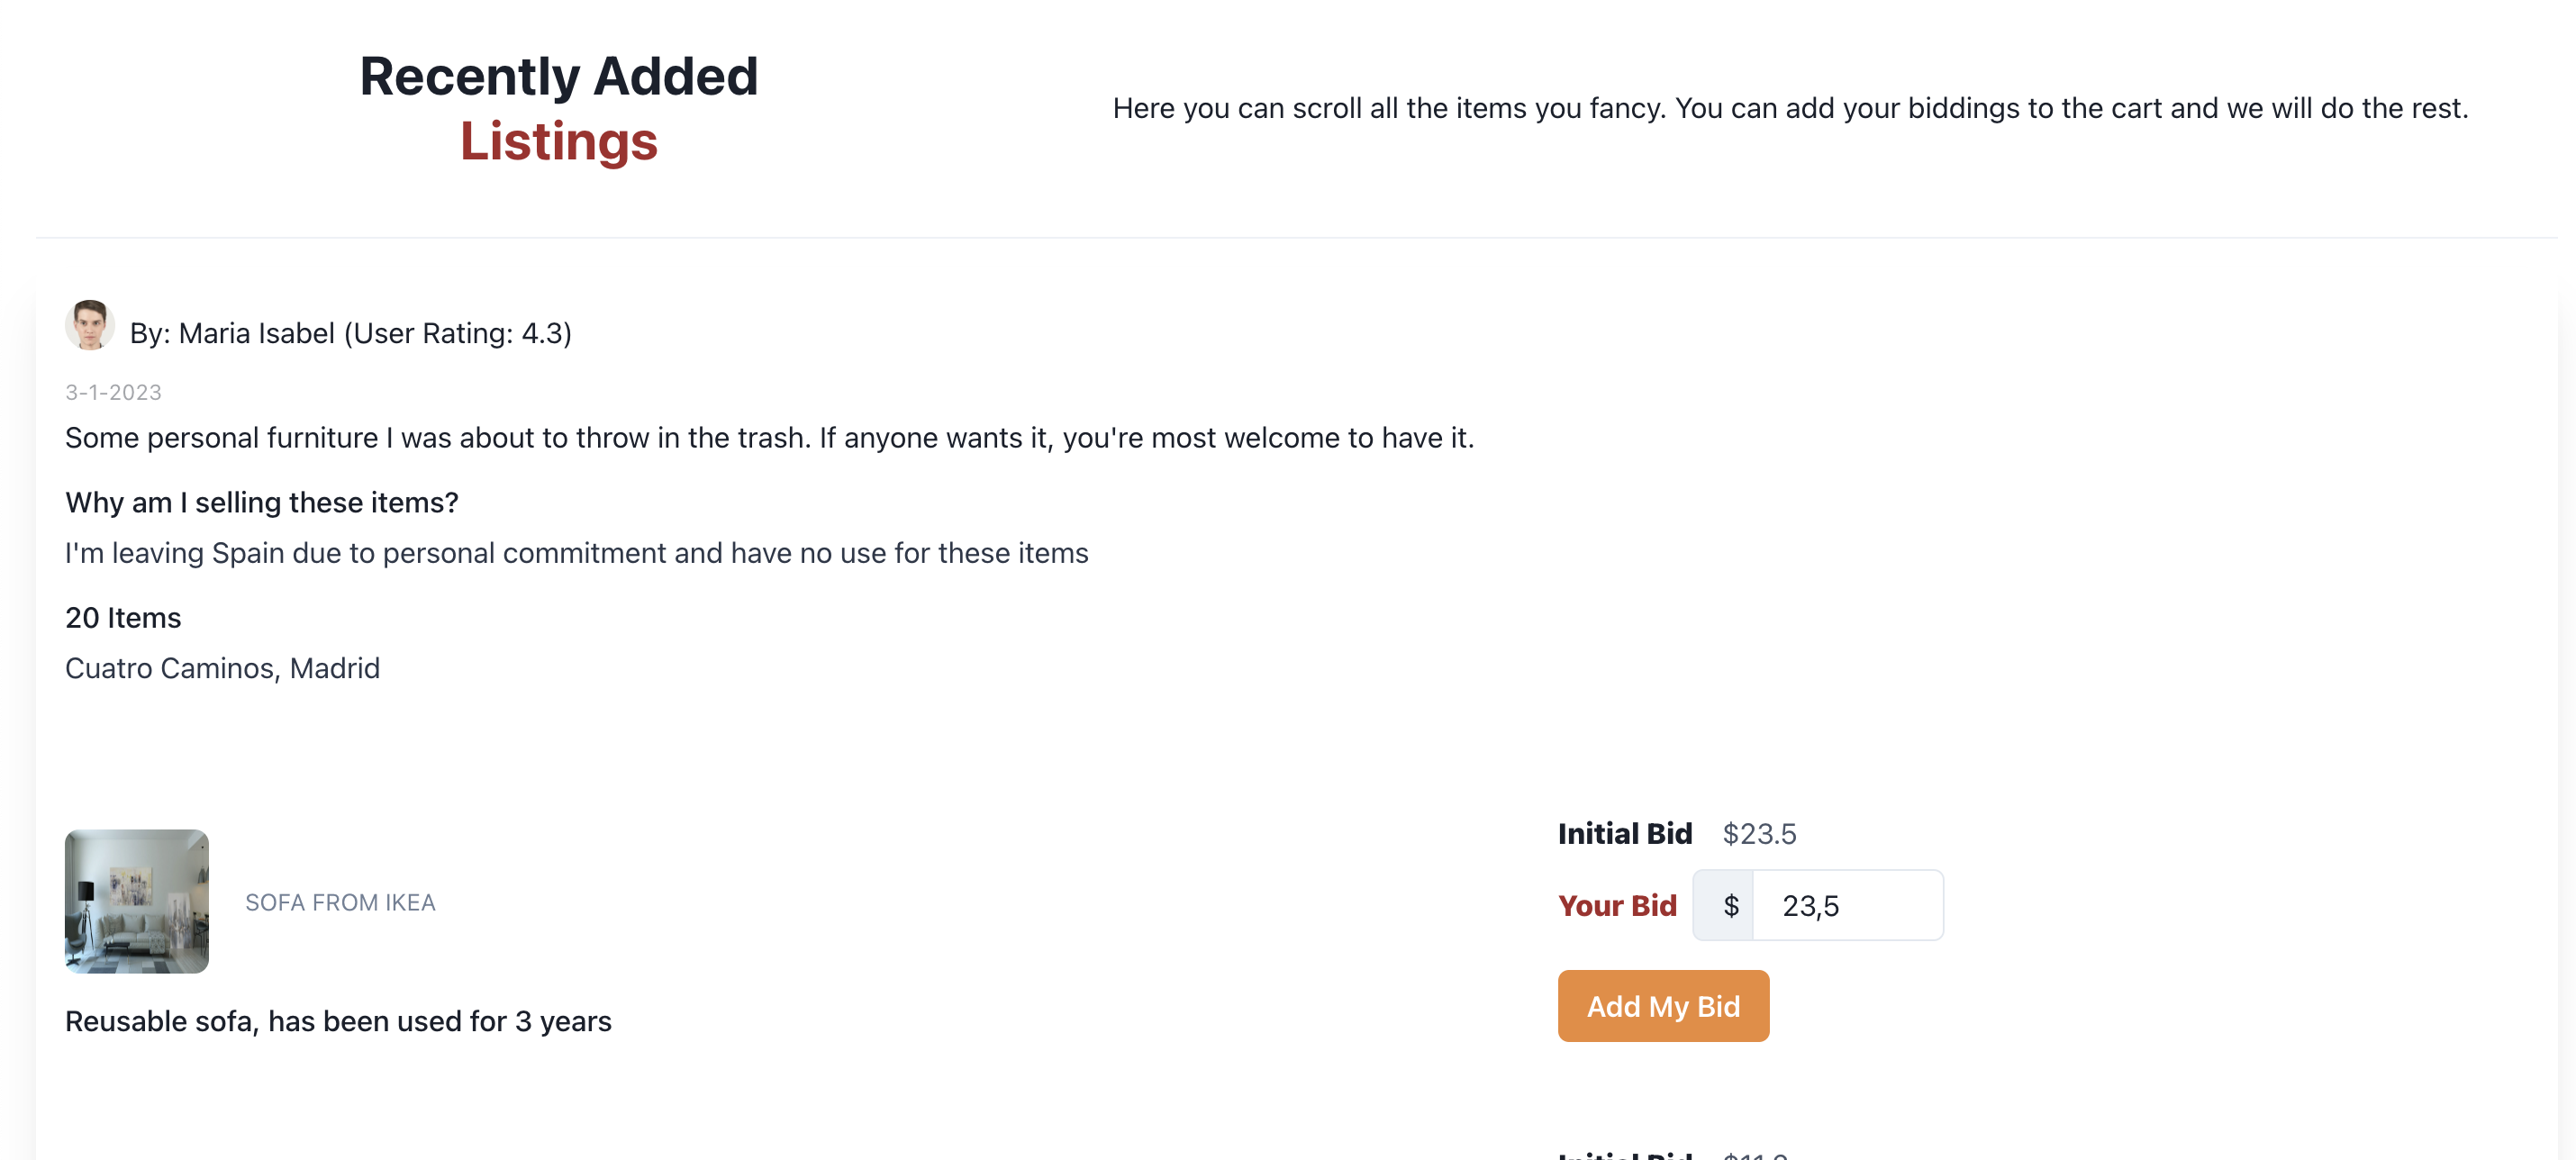 Recently Added
Listings
Here you can scroll all the items you fancy. You can add your biddings to the cart and we will do the rest.
By: Maria Isabel (User Rating: 4.3)
3-1-2023
Some personal furniture I was about to throw in the trash. If anyone wants it, you're most welcome to have it.
Why am I selling these items?
I'm leaving Spain due to personal commitment and have no use for these items
20 Items
Cuatro Caminos, Madrid
SOFA FROM IKEA
Reusable sofa, has been used for 3 years
Initial Bid $23.5
Your Bid $ 23,5
Add My Bid
Initial Bid